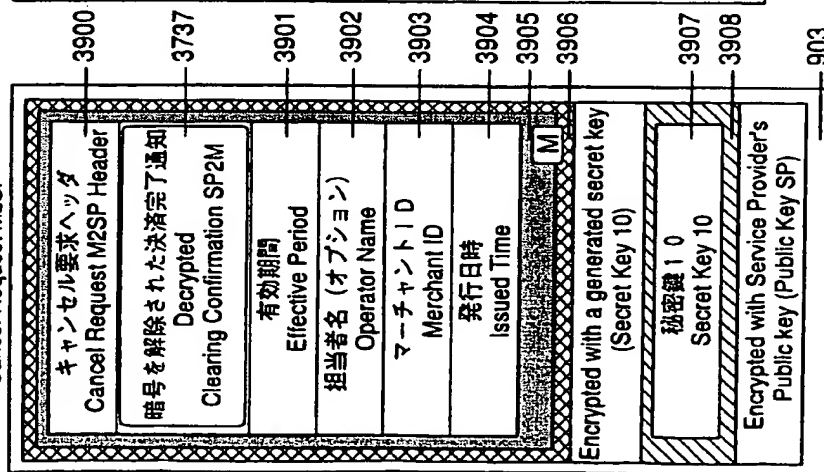 キャンセル要求ヘッダ
Cancel Request M2SP Header
暗号を解除された決済完了通知
Decrypted
Clearing Confirmation SP2M
有効期間
Effective Period
担当者名 (オプション)
Operator Name
マーチャントID
Merchant ID
発行日時
Issued Time
M
Encrypted with a generated secret key
(Secret Key 10)
秘密鍵10
Secret Key 10
Encrypted with Service Provider's
Public key (Public Key SP)
3900
3737
3901
3902
3903
3904
3905
3906
3907
3908
903